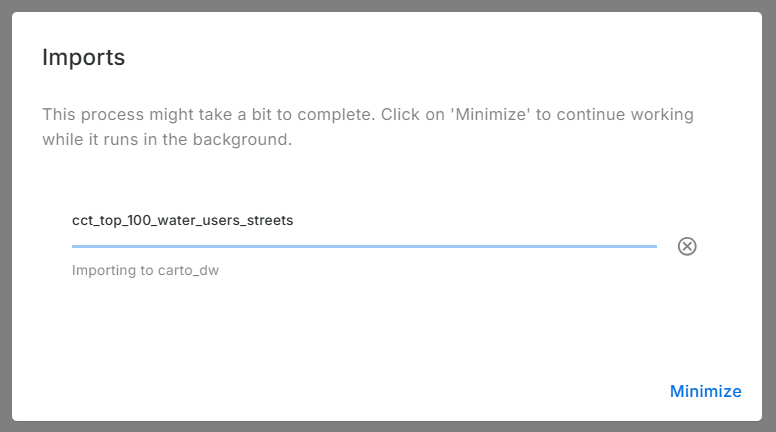 Imports
This process might take a bit to complete. Click on 'Minimize' to continue working
while it runs in the background.
cct_top_100_water_users_streets
Importing to carto_dw
Minimize